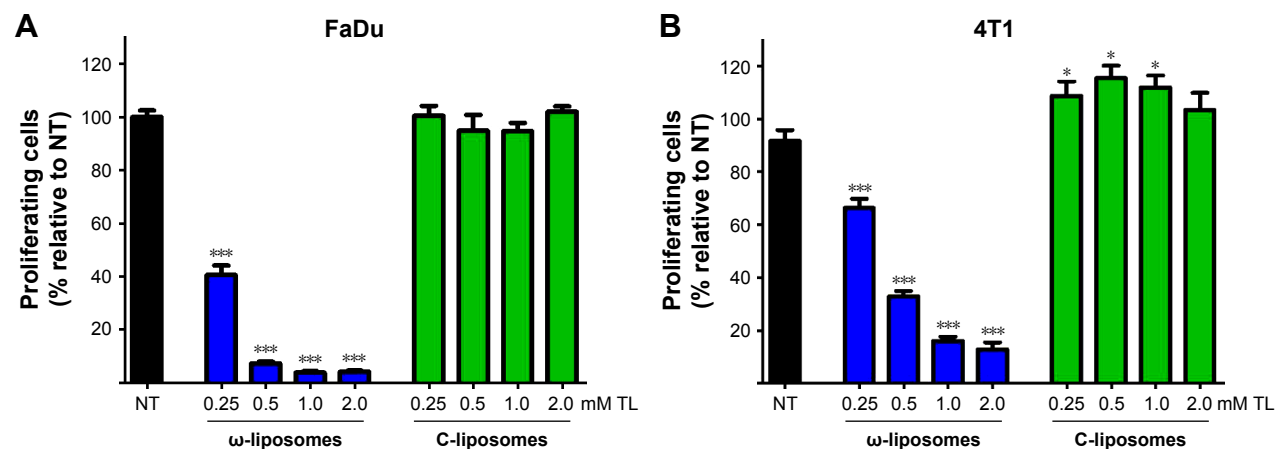 A
FaDu
Proliferating cells
(% relative to NT)
120
100
80
60
40
20
***
***
***
***
NT
0.25 0.5 1.0 2.0
0.25 0.5 1.0 2.0 mM TL
ω-liposomes
C-liposomes
B
4T1
Proliferating cells
(% relative to NT)
120
100
80
60
40
20
***
***
***
***
*
*
*
NT
0.25 0.5 1.0 2.0
0.25 0.5 1.0 2.0 mM TL
ω-liposomes
C-liposomes